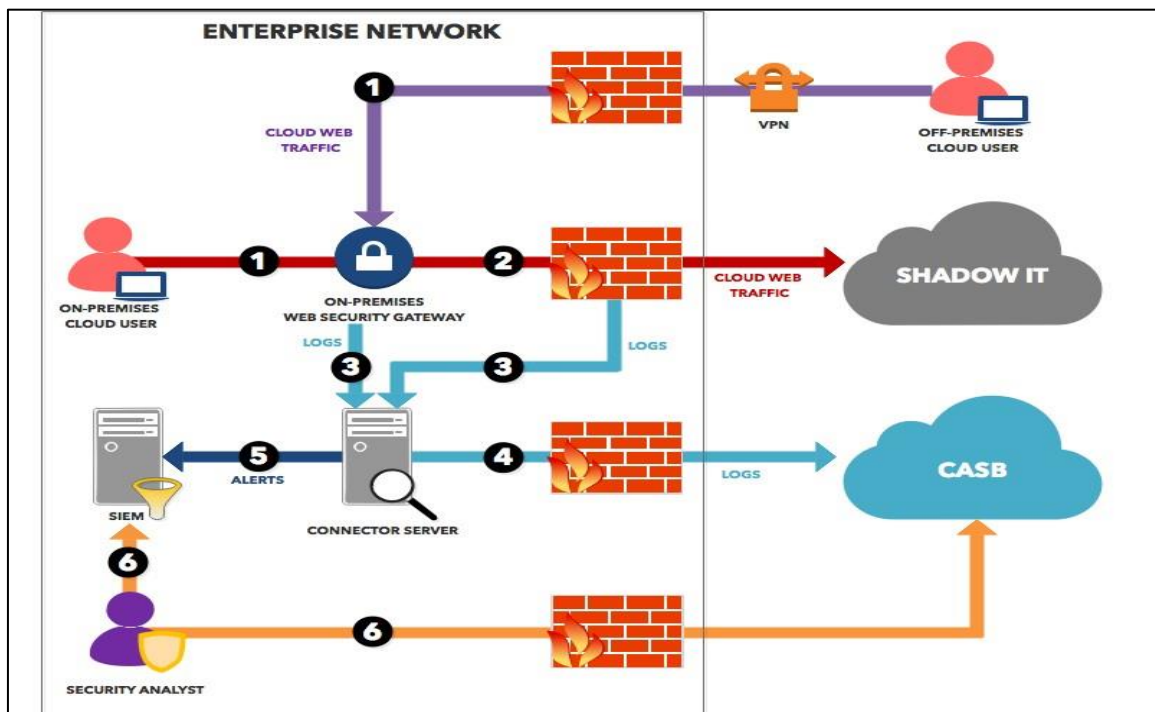 ENTERPRISE NETWORK
1
CLOUD WEB
TRAFFIC
VPN
OFF-PREMISES
CLOUD USER
1
2
ON-PREMISES
CLOUD USER
ON-PREMISES
WEB SECURITY GATEWAY
CLOUD WEB
TRAFFIC
SHADOW IT
LOGS
3
3
LOGS
5
ALERTS
4
LOGS
CASB
SIEM
CONNECTOR SERVER
6
6
SECURITY ANALYST